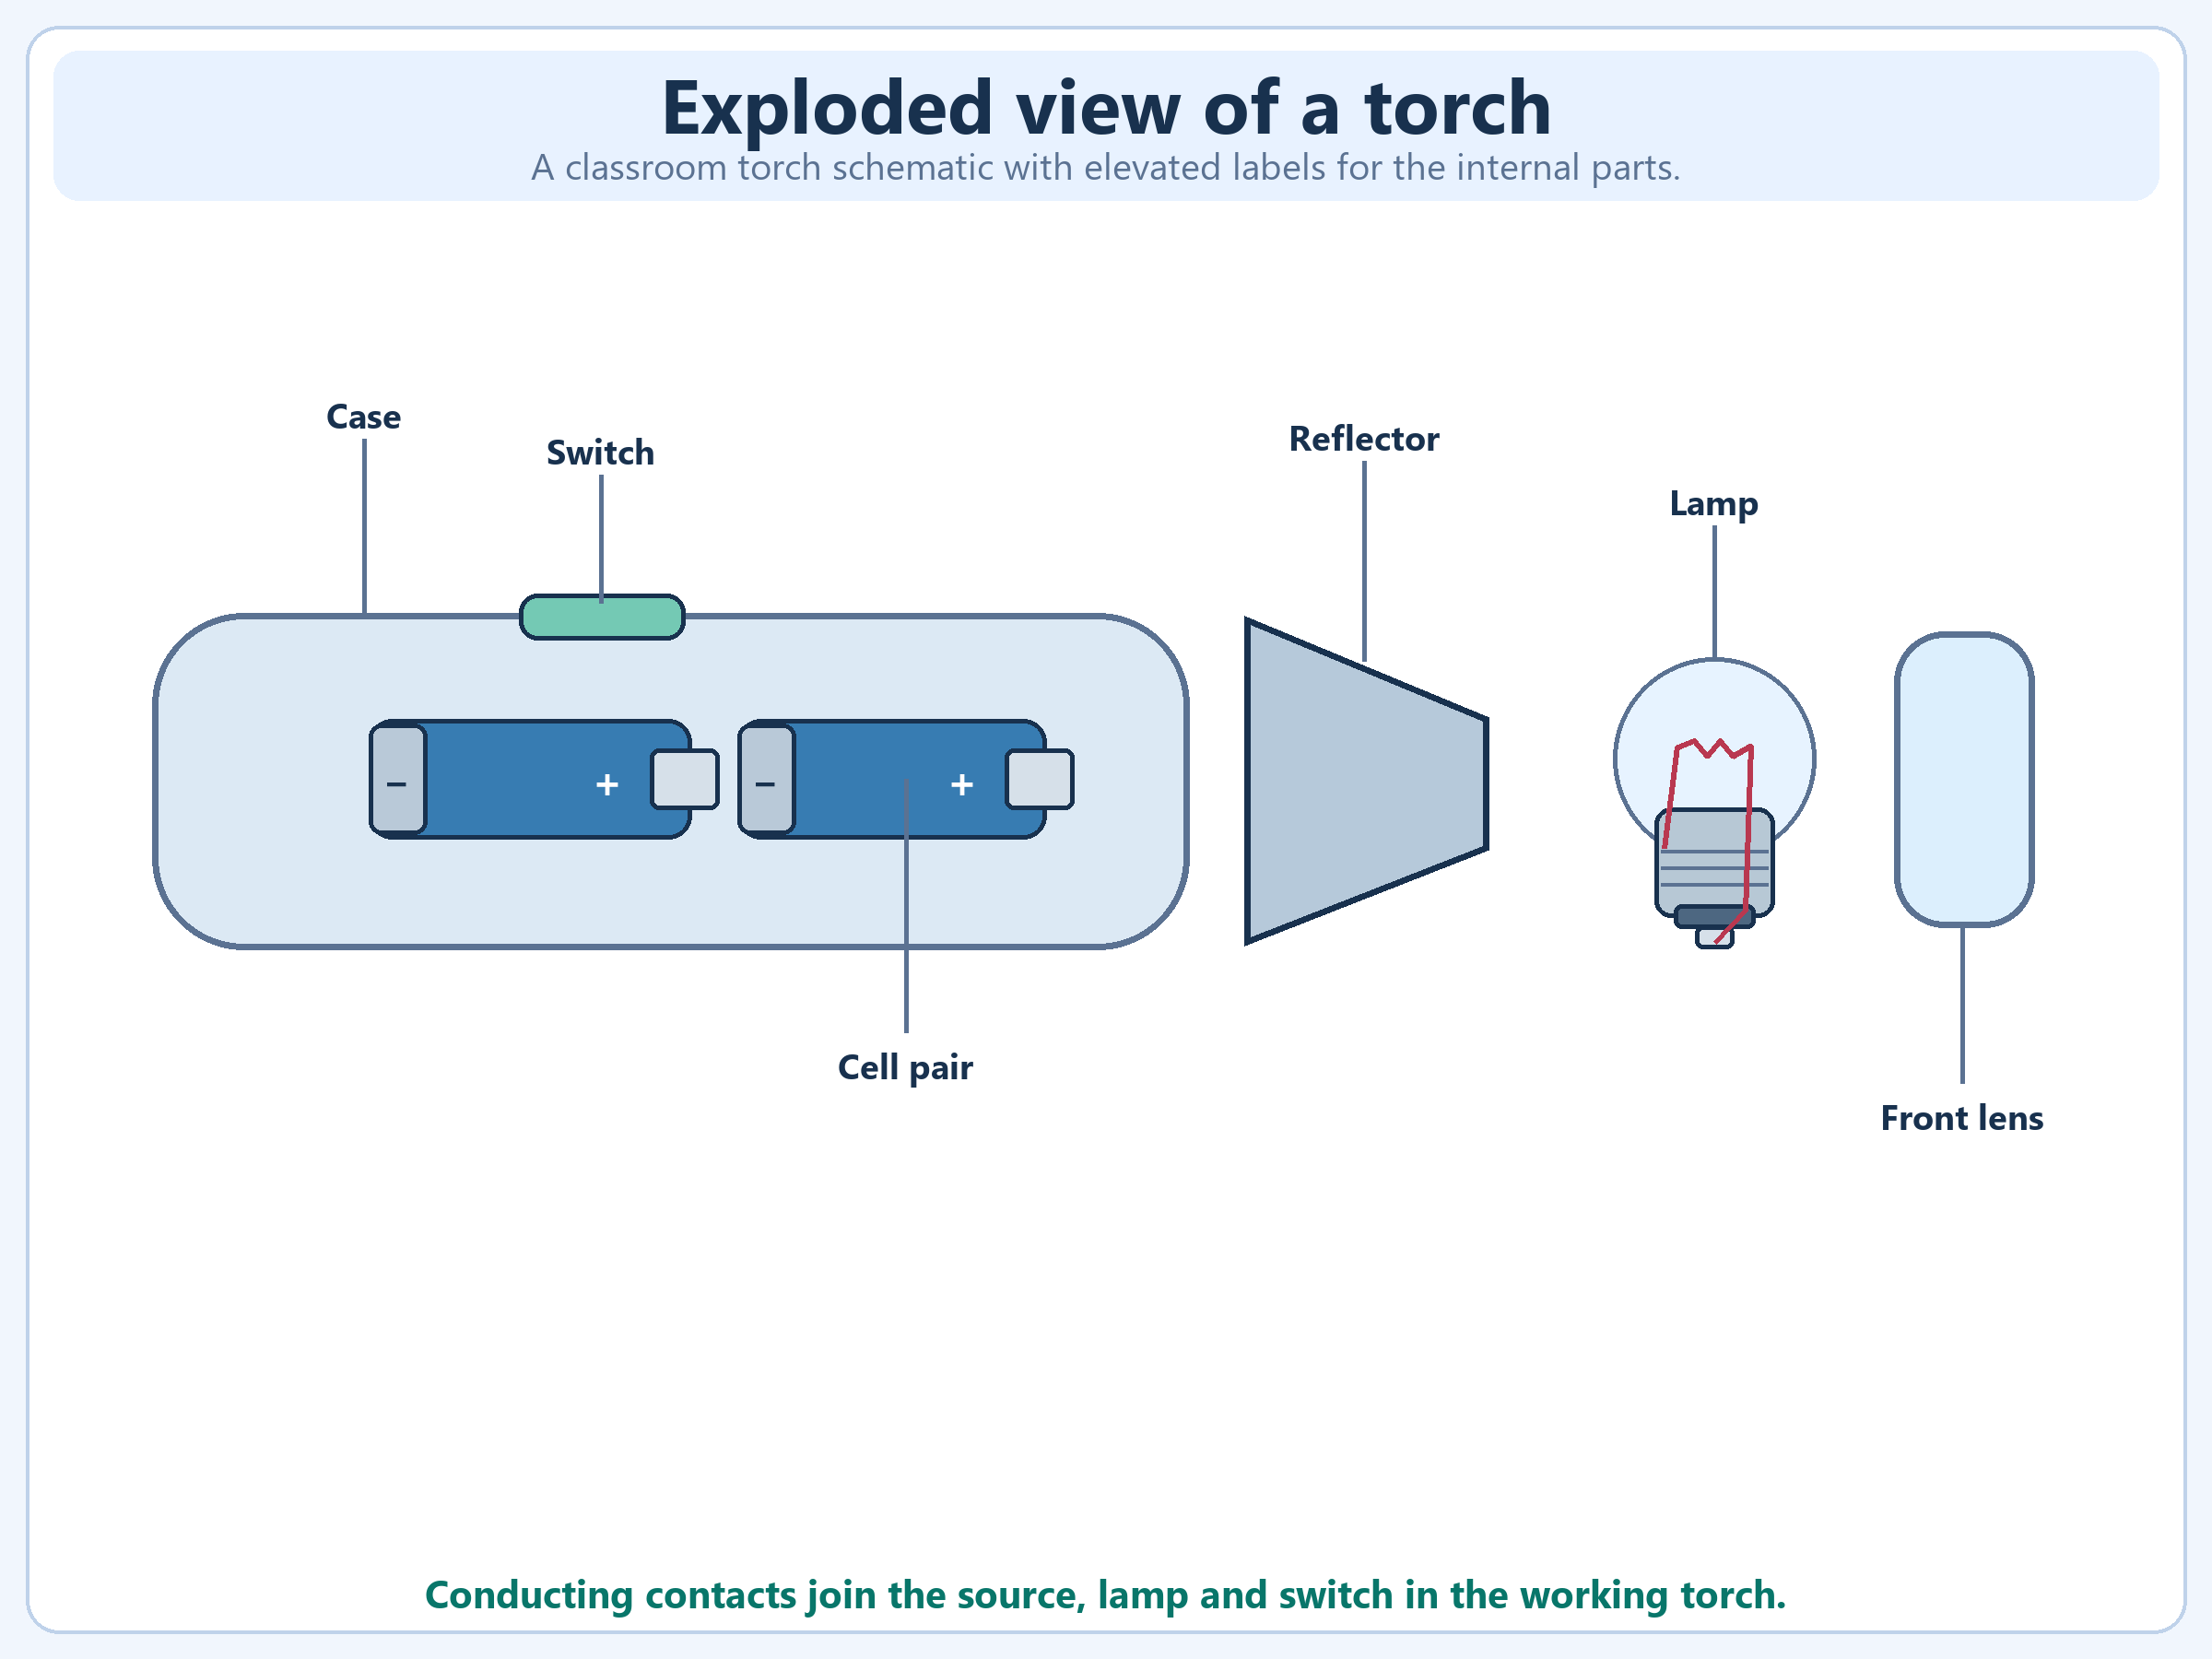 Exploded view of a torch
A classroom torch schematic with elevated labels for the internal parts.
Case
Switch
Reflector
Lamp
− + − +
Cell pair
Front lens
Conducting contacts join the source, lamp and switch in the working torch.